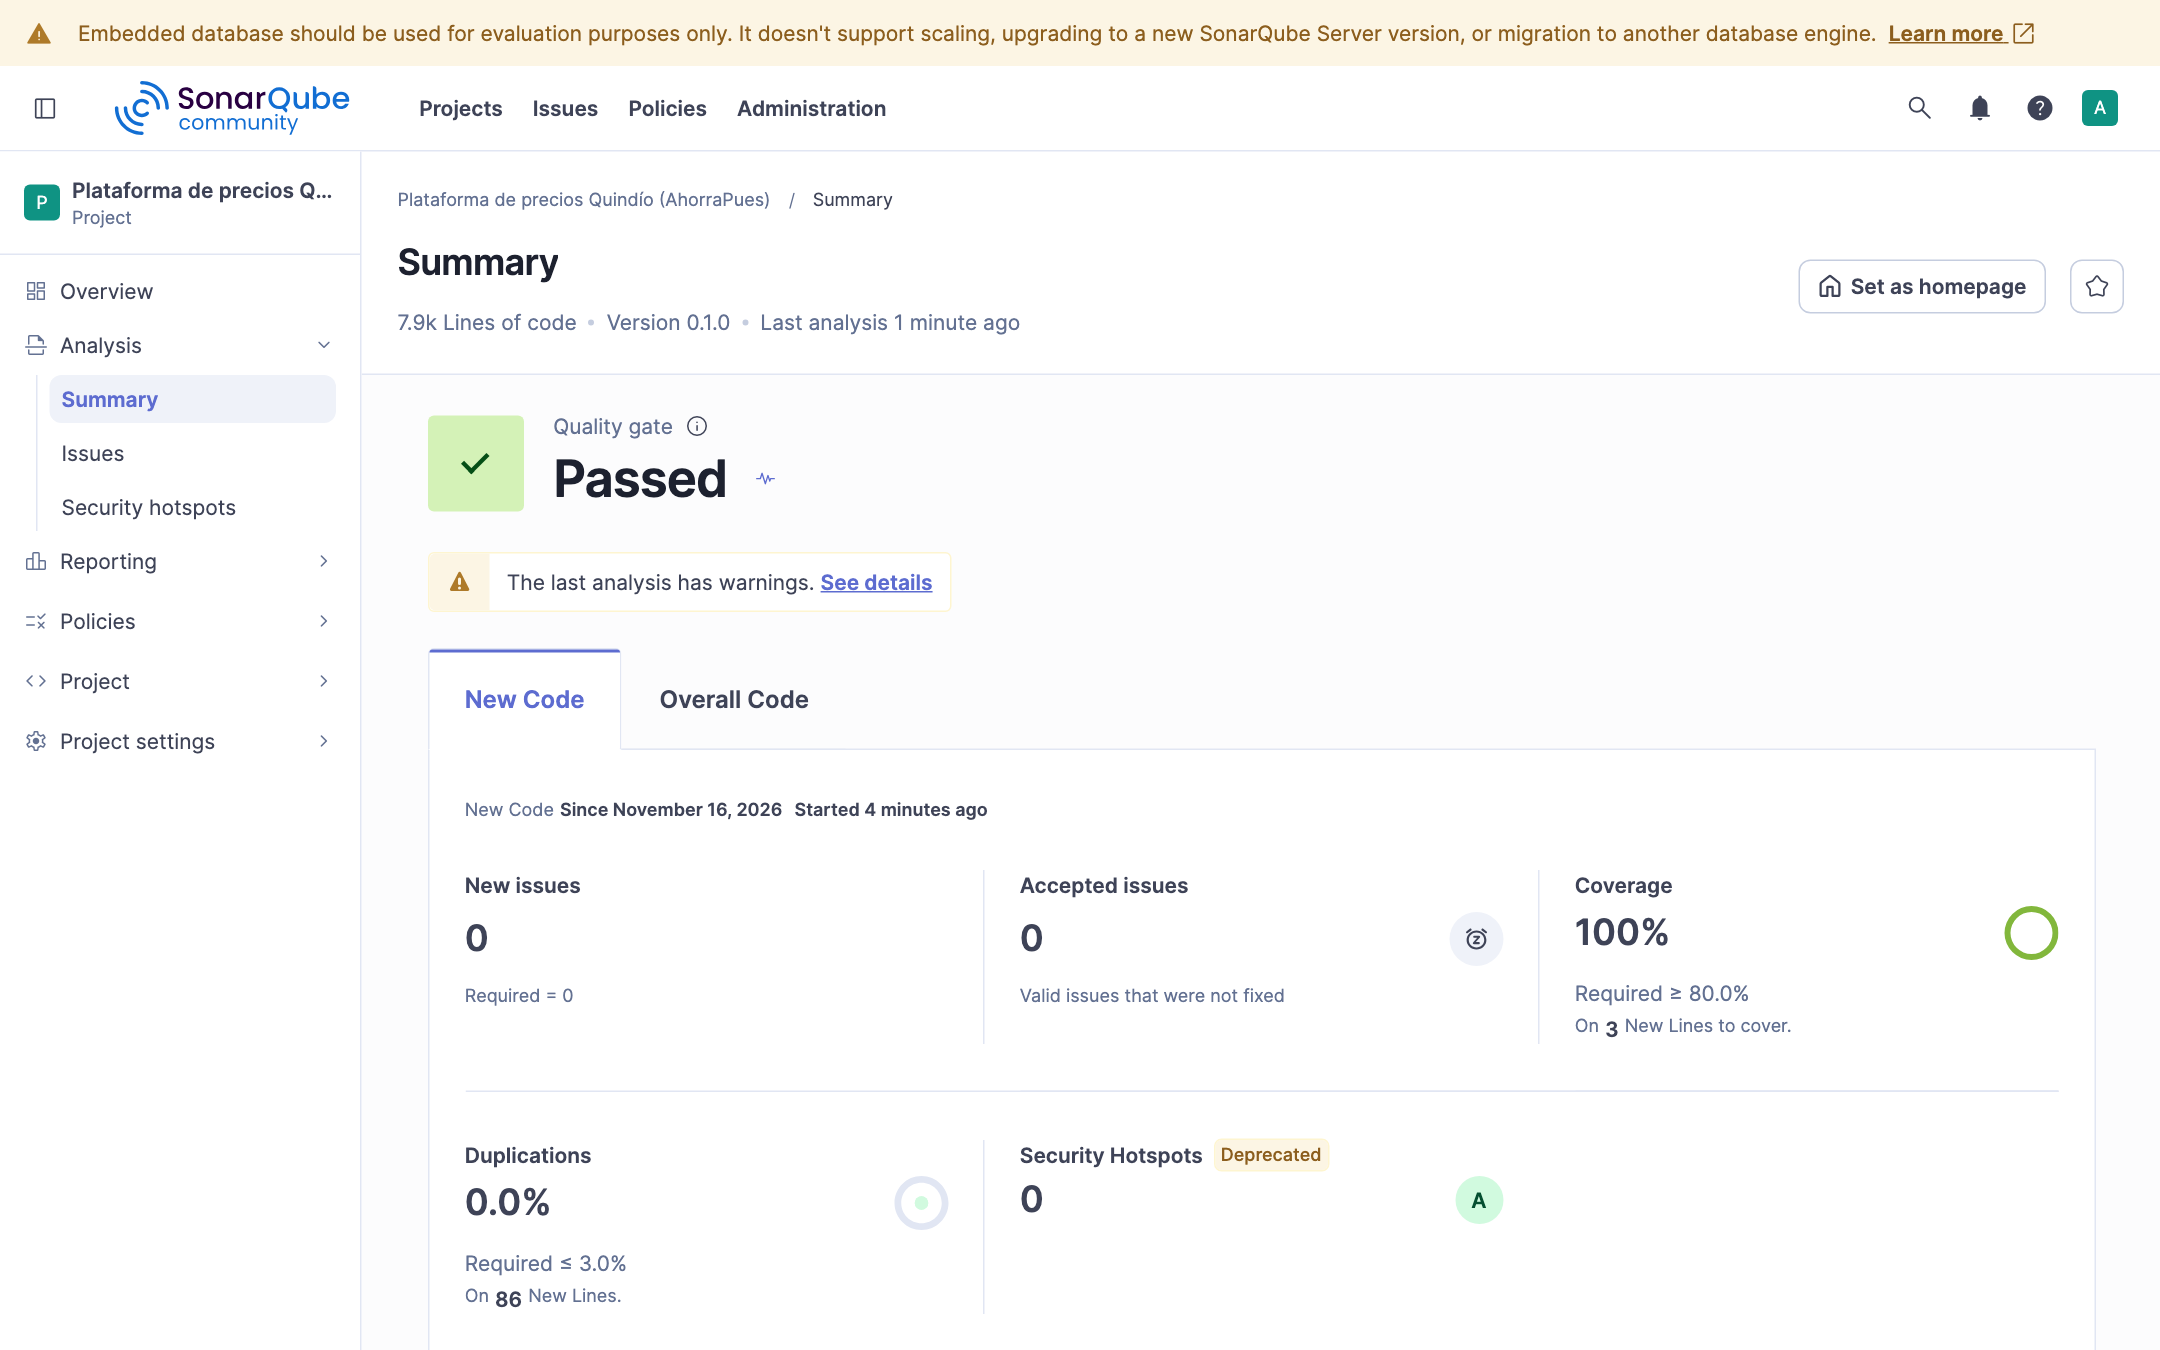 Embedded database should be used for evaluation purposes only. It doesn't support scaling, upgrading to a new SonarQube Server version, or migration to another database engine. Learn more
SonarQube
community
Projects
Issues
Policies
Administration
A
P
Plataforma de precios Q...
Project
Overview
Analysis
Summary
Issues
Security hotspots
Reporting
Policies
Project
Project settings
Plataforma de precios Quindío (AhorraPues) / Summary
Summary
7.9k Lines of code • Version 0.1.0 • Last analysis 1 minute ago
Set as homepage
Quality gate
Passed
The last analysis has warnings. See details
New Code
Overall Code
New Code Since November 16, 2026 Started 4 minutes ago
New issues
0
Required = 0
Accepted issues
0
Valid issues that were not fixed
Coverage
100%
Required ≥ 80.0%
On 3 New Lines to cover.
Duplications
0.0%
Required ≤ 3.0%
On 86 New Lines.
Security Hotspots Deprecated
0
A